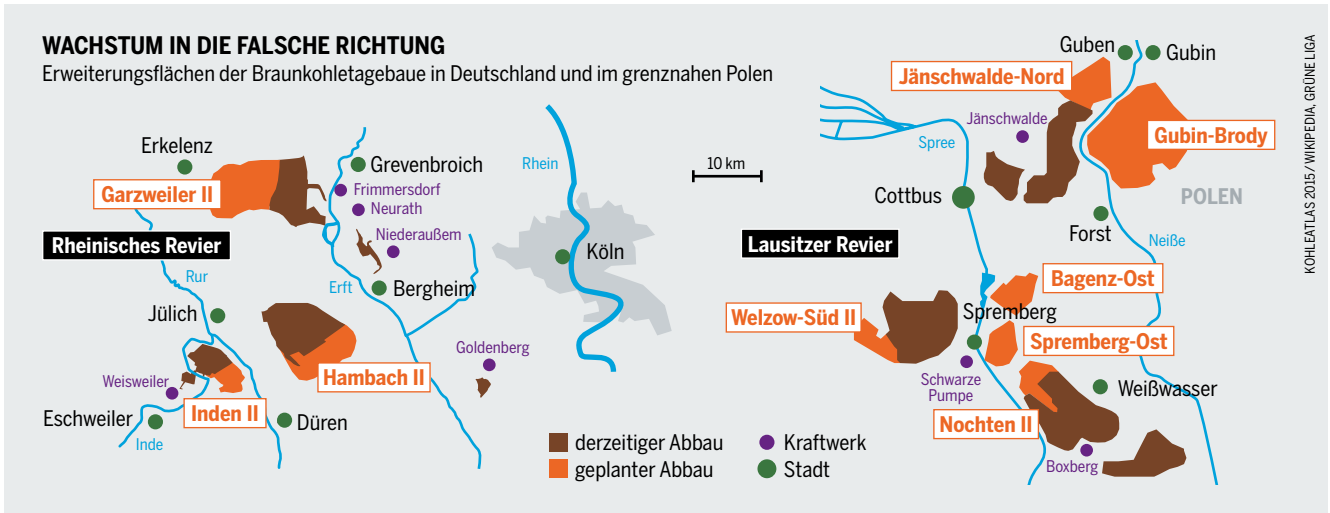 WACHSTUM IN DIE FALSCHE RICHTUNG
Erweiterungsflächen der Braunkohletagebaue in Deutschland und im grenznahen Polen
Erkelenz
Garzweiler II
Grevenbroich
Frimmersdorf
Neurath
Niederaußem
Rheinisches Revier
Rur
Erft
Bergheim
Jülich
Hambach II
Weisweiler
Inden II
Eschweiler
Inde
Düren
Goldenberg
Rhein
Köln
10 km
derzeitiger Abbau
geplanter Abbau
Kraftwerk
Stadt
Guben
Gubin
Jänschwalde-Nord
Jänschwalde
Gubin-Brody
Spree
Cottbus
POLEN
Forst
Neiße
Lausitzer Revier
Bagenz-Ost
Welzow-Süd II
Spremberg
Spremberg-Ost
Schwarze
Pumpe
Weißwasser
Nochten II
Boxberg
KOHLEATLAS 2015 / WIKIPEDIA, GRÜNE LIGA